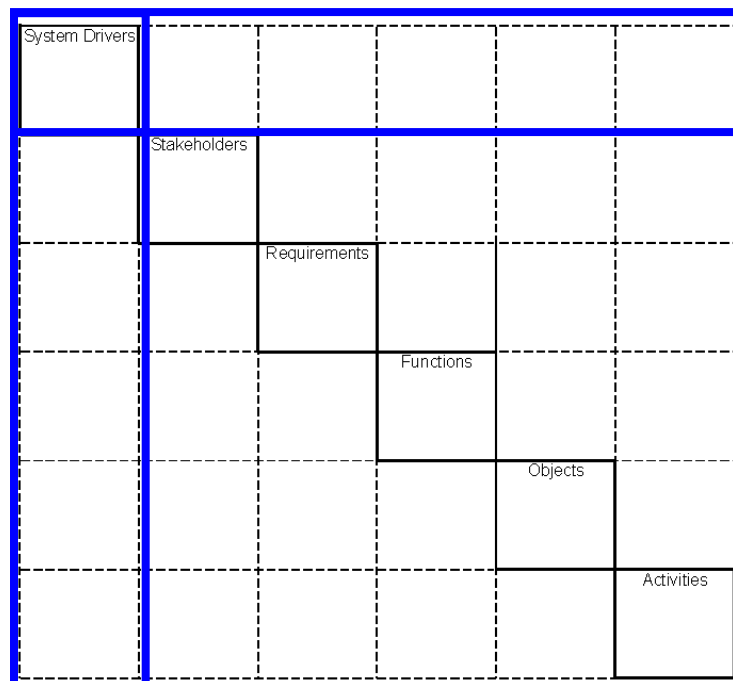 System Drivers
Stakeholders
Requirements
Functions
Objects
Activities